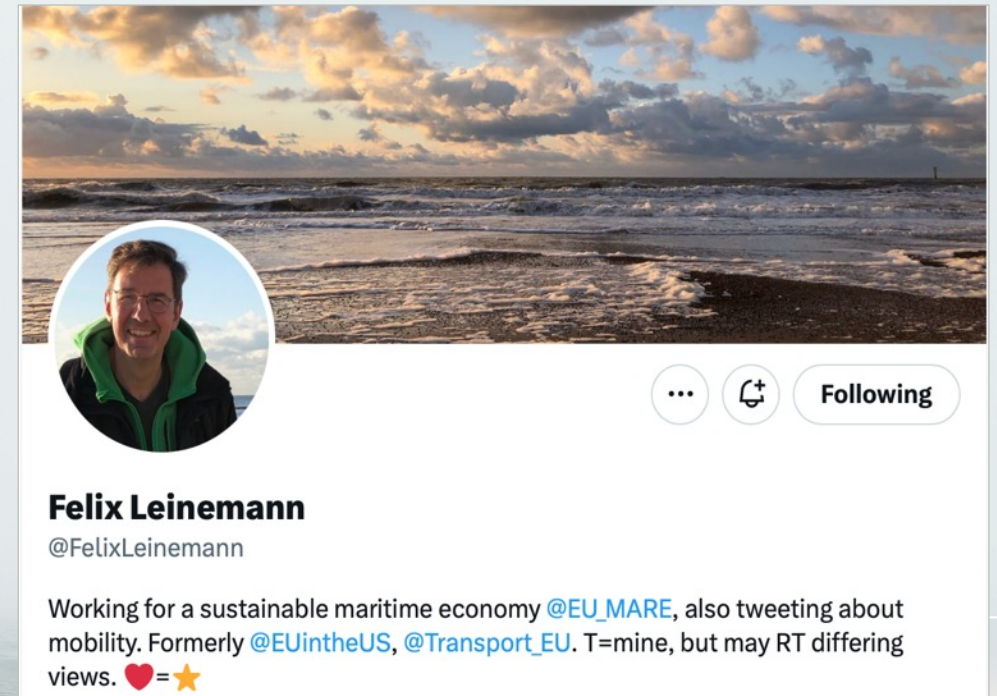 Following
Felix Leinemann
@FelixLeinemann
Working for a sustainable maritime economy @EU_MARE, also tweeting about
mobility. Formerly @EUintheUS, @Transport_EU. T=mine, but may RT differing
views. ❤️=⭐